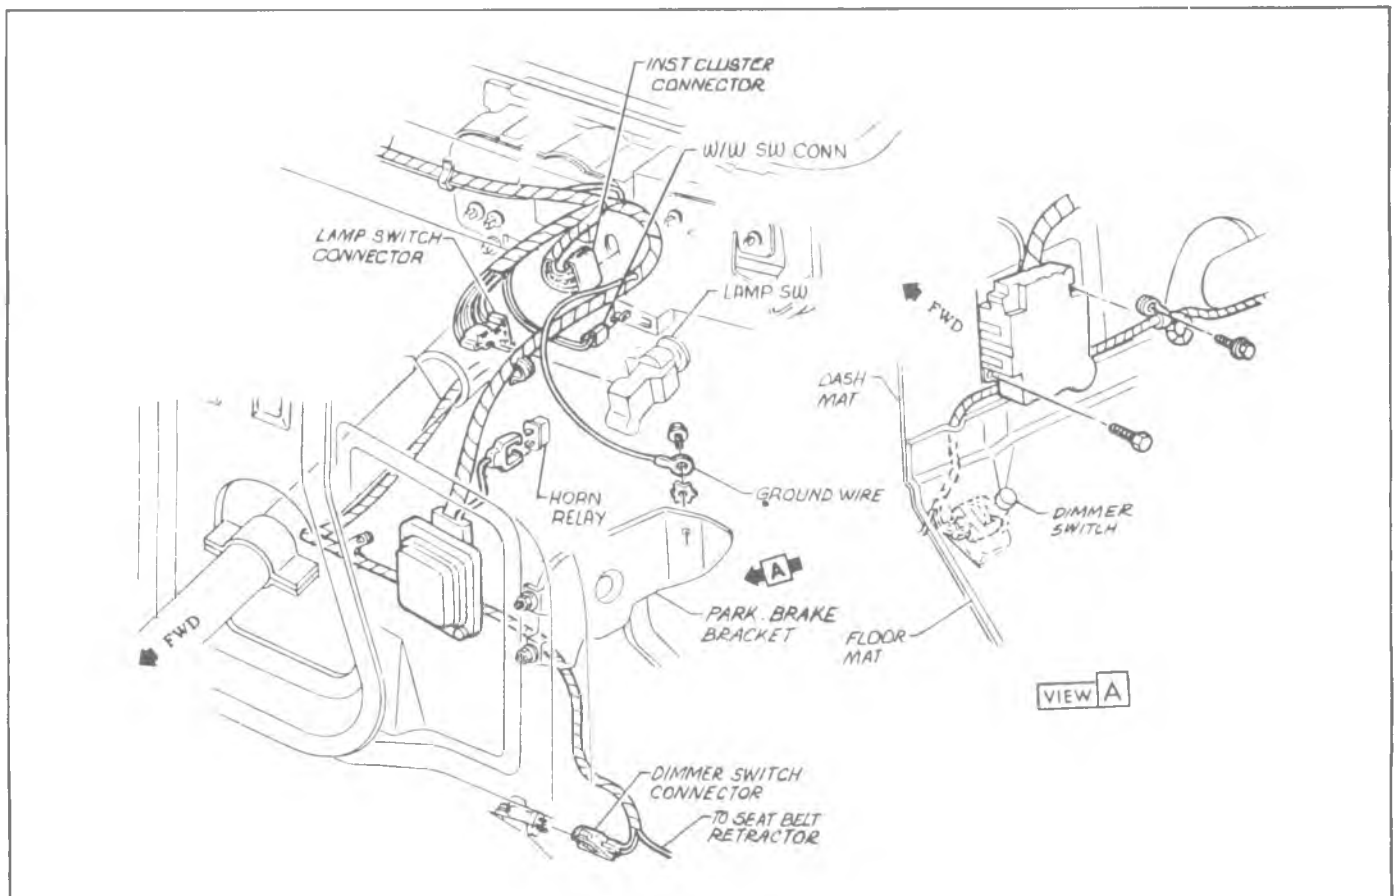 INST CLUSTER
CONNECTOR
W/W SW CONN
LAMP SWITCH
CONNECTOR
LAMP SW
FWD
DASH
MAT
HORN
RELAY
GROUND WIRE
DIMMER
SWITCH
A
PARK. BRAKE
BRACKET
FWD
FLOOR
MAT
VIEW A
DIMMER SWITCH
CONNECTOR
TO SEAT BELT
RETRACTOR